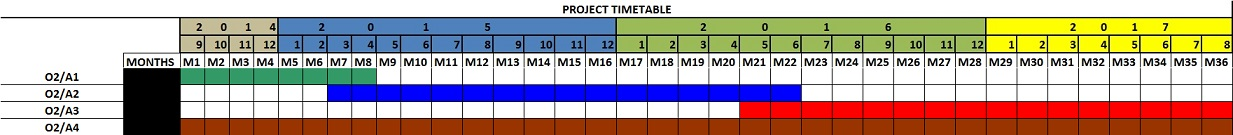 PROJECT TIMETABLE
2 0 1 4 2 0 1 5 2 0 1 6 2 0 1 7
9 10 11 12 1 2 3 4 5 6 7 8 9 10 11 12 1 2 3 4 5 6 7 8 9 10 11 12 1 2 3 4 5 6 7 8
MONTHS M1 M2 M3 M4 M5 M6 M7 M8 M9 M10 M11 M12 M13 M14 M15 M16 M17 M18 M19 M20 M21 M22 M23 M24 M25 M26 M27 M28 M29 M30 M31 M32 M33 M34 M35 M36
O2/A1
O2/A2
O2/A3
O2/A4